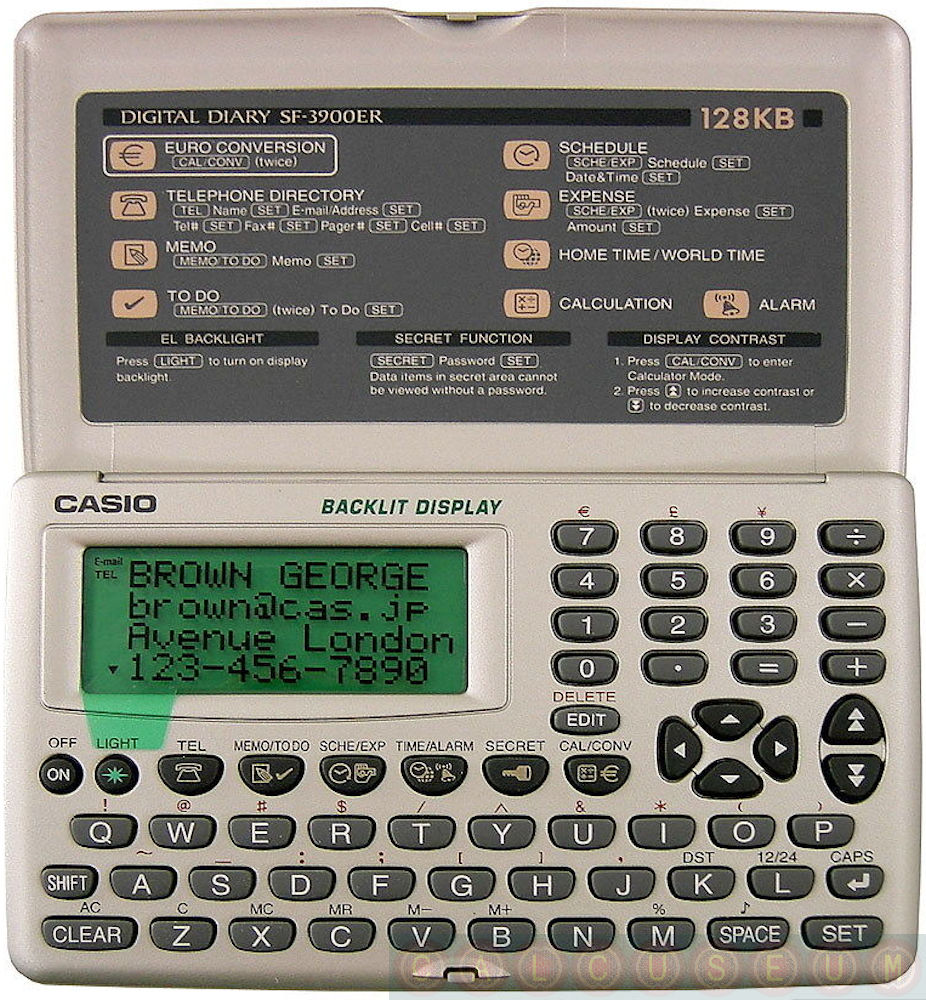 DIGITAL DIARY SF-3900ER 128KB
€ EURO CONVERSION
CAL/CONV (twice)
TELEPHONE DIRECTORY
TEL Name SET E-mail/Address SET
Tel# SET Fax# SET Pager# SET Cell# SET
MEMO
MEMO/TO DO Memo SET
TO DO
MEMO/TO DO (twice) To Do SET
SCHEDULE
SCHE/EXP Schedule SET
Date&Time SET
EXPENSE
SCHE/EXP (twice) Expense SET
Amount SET
HOME TIME / WORLD TIME
CALCULATION ALARM
EL BACKLIGHT
Press LIGHT to turn on display
backlight.
SECRET FUNCTION
SECRET Password SET
Data items in secret area cannot
be viewed without a password.
DISPLAY CONTRAST
1. Press CAL/CONV to enter
Calculator Mode.
2. Press to increase contrast or
to decrease contrast.
CASIO
BACKLIT DISPLAY
E-mail
TEL
BROWN GEORGE
brown@cas.jp
Avenue London
123-456-7890
€ £ ¥
7 8 9 ÷
4 5 6 ×
1 2 3 −
0 . = +
DELETE
EDIT
OFF LIGHT TEL MEMO/TO DO SCHE/EXP TIME/ALARM SECRET CAL/CONV
ON €
! @ # $ / ^ & * ( )
Q W E R T Y U I O P
~ _ : ; [ ] , DST 12/24 CAPS
SHIFT A S D F G H J K L
AC C MC MR M− M+ % ♪
CLEAR Z X C V B N M SPACE SET
CALCUSEUM